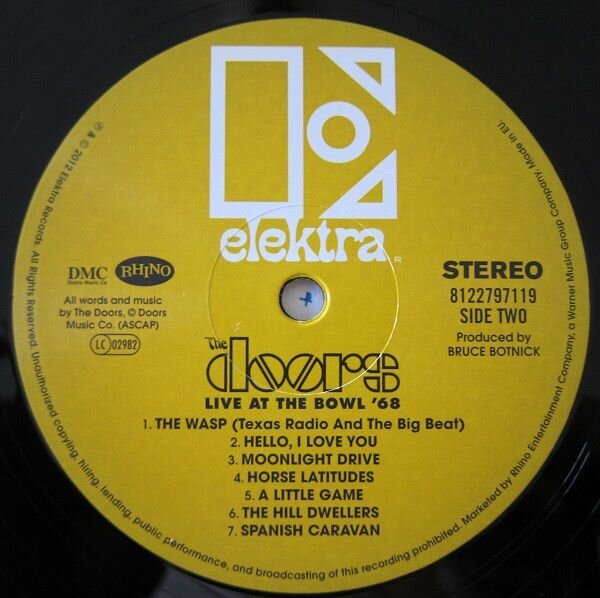 elektra
R
DMC
Doors Music Co
RHINO
All words and music
by The Doors, © Doors
Music Co. (ASCAP)
LC 02982
STEREO
8122797119
SIDE TWO
Produced by
BRUCE BOTNICK
The
doors
LIVE AT THE BOWL '68
1. THE WASP (Texas Radio And The Big Beat)
2. HELLO, I LOVE YOU
3. MOONLIGHT DRIVE
4. HORSE LATITUDES
5. A LITTLE GAME
6. THE HILL DWELLERS
7. SPANISH CARAVAN
℗ & © 2012 Elektra Records. All Rights Reserved. Unauthorized copying, hiring, lending, public performance, and broadcasting of this recording prohibited. Marketed by Rhino Entertainment Company, a Warner Music Group Company. Made in EU.